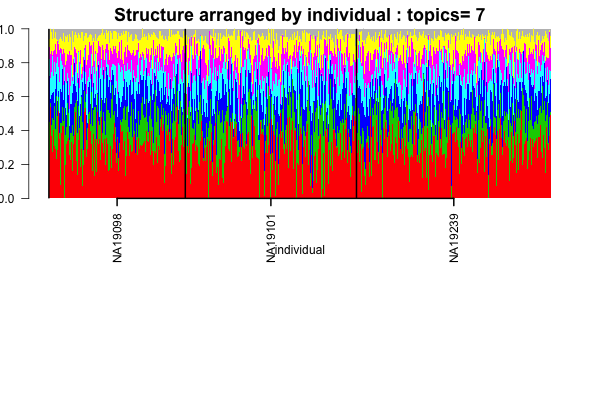 Structure arranged by individual : topics= 7
1.0
0.8
0.6
0.4
0.2
0.0
NA19098
NA19101
NA19239
individual